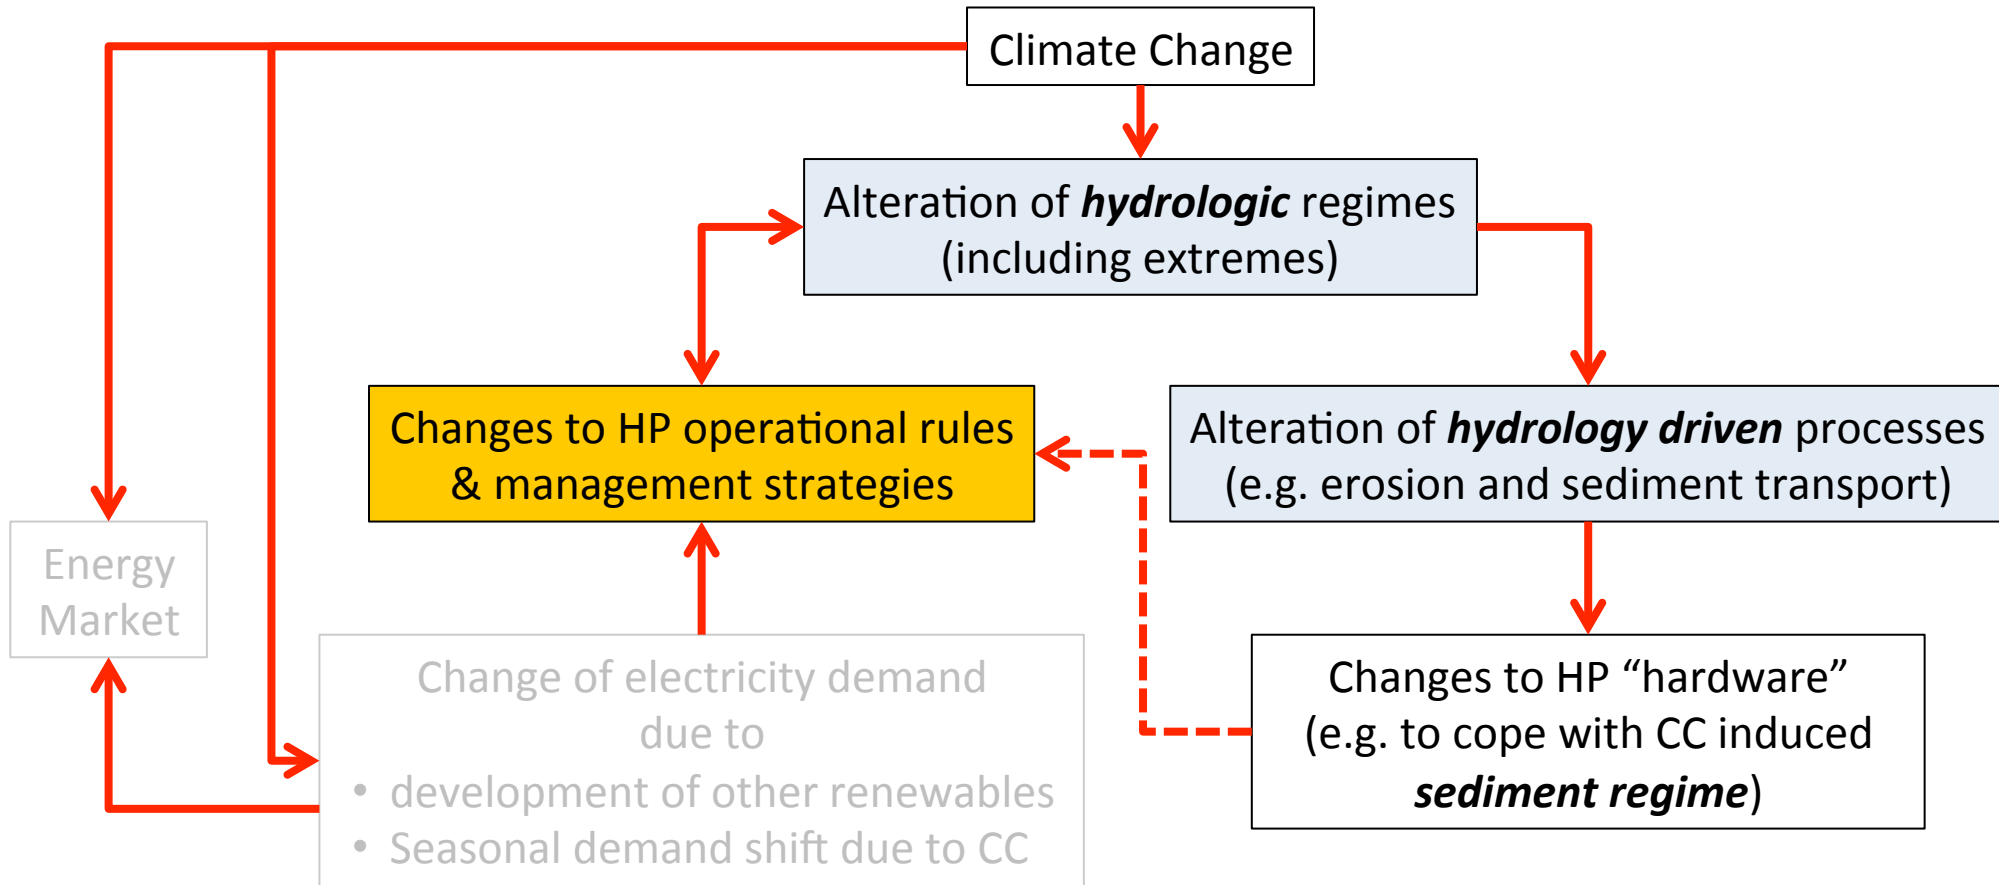 Climate Change
Alteration of hydrologic regimes
(including extremes)
Changes to HP operational rules
& management strategies
Alteration of hydrology driven processes
(e.g. erosion and sediment transport)
Energy
Market
Change of electricity demand
due to
• development of other renewables
• Seasonal demand shift due to CC
Changes to HP “hardware”
(e.g. to cope with CC induced
sediment regime)